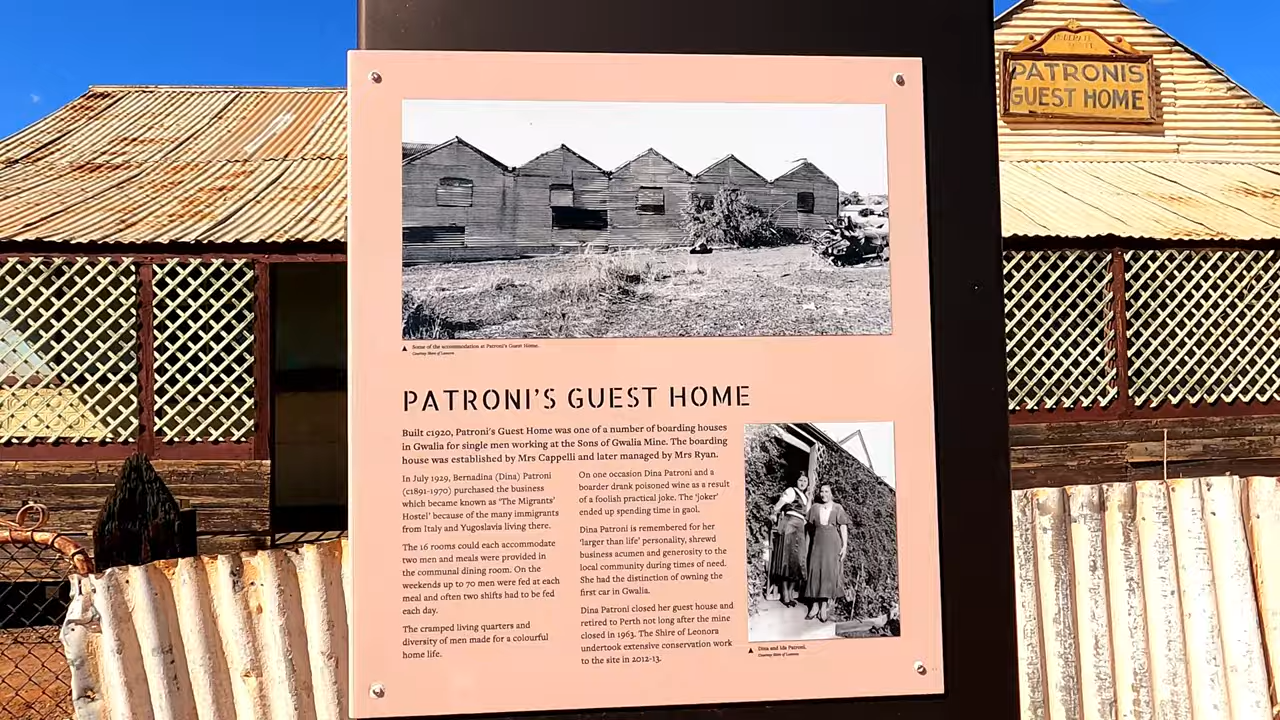 PATRONIS
GUEST HOME
Some of the accommodation at Patroni's Guest Home.
Courtesy Shire of Leonora
PATRONI'S GUEST HOME
Built c1920, Patroni's Guest Home was one of a number of boarding houses
in Gwalia for single men working at the Sons of Gwalia Mine. The boarding
house was established by Mrs Cappelli and later managed by Mrs Ryan.
In July 1929, Bernadina (Dina) Patroni
(c1891-1970) purchased the business
which became known as 'The Migrants'
Hostel' because of the many immigrants
from Italy and Yugoslavia living there.
The 16 rooms could each accommodate
two men and meals were provided in
the communal dining room. On the
weekends up to 70 men were fed at each
meal and often two shifts had to be fed
each day.
The cramped living quarters and
diversity of men made for a colourful
home life.
On one occasion Dina Patroni and a
boarder drank poisoned wine as a result
of a foolish practical joke. The 'joker'
ended up spending time in gaol.
Dina Patroni is remembered for her
'larger than life' personality, shrewd
business acumen and generosity to the
local community during times of need.
She had the distinction of owning the
first car in Gwalia.
Dina Patroni closed her guest house and
retired to Perth not long after the mine
closed in 1963. The Shire of Leonora
undertook extensive conservation work
to the site in 2012-13.
Dina and Ida Patroni.
Courtesy Shire of Leonora